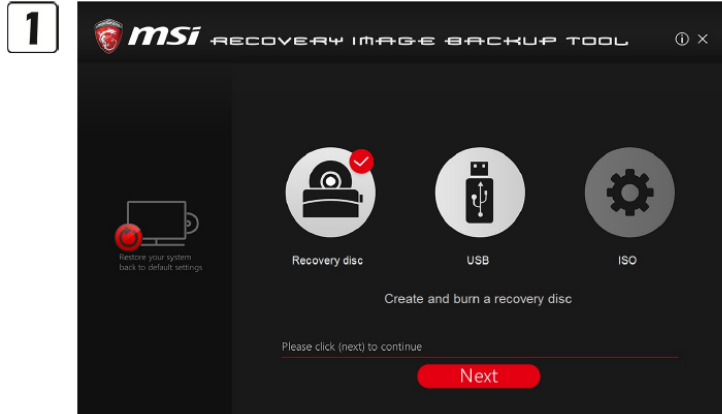 1
msi RECOVERY IMAGE BACKUP TOOL
Restore your system
back to default settings
Recovery disc
USB
ISO
Create and burn a recovery disc
Please click (next) to continue
Next